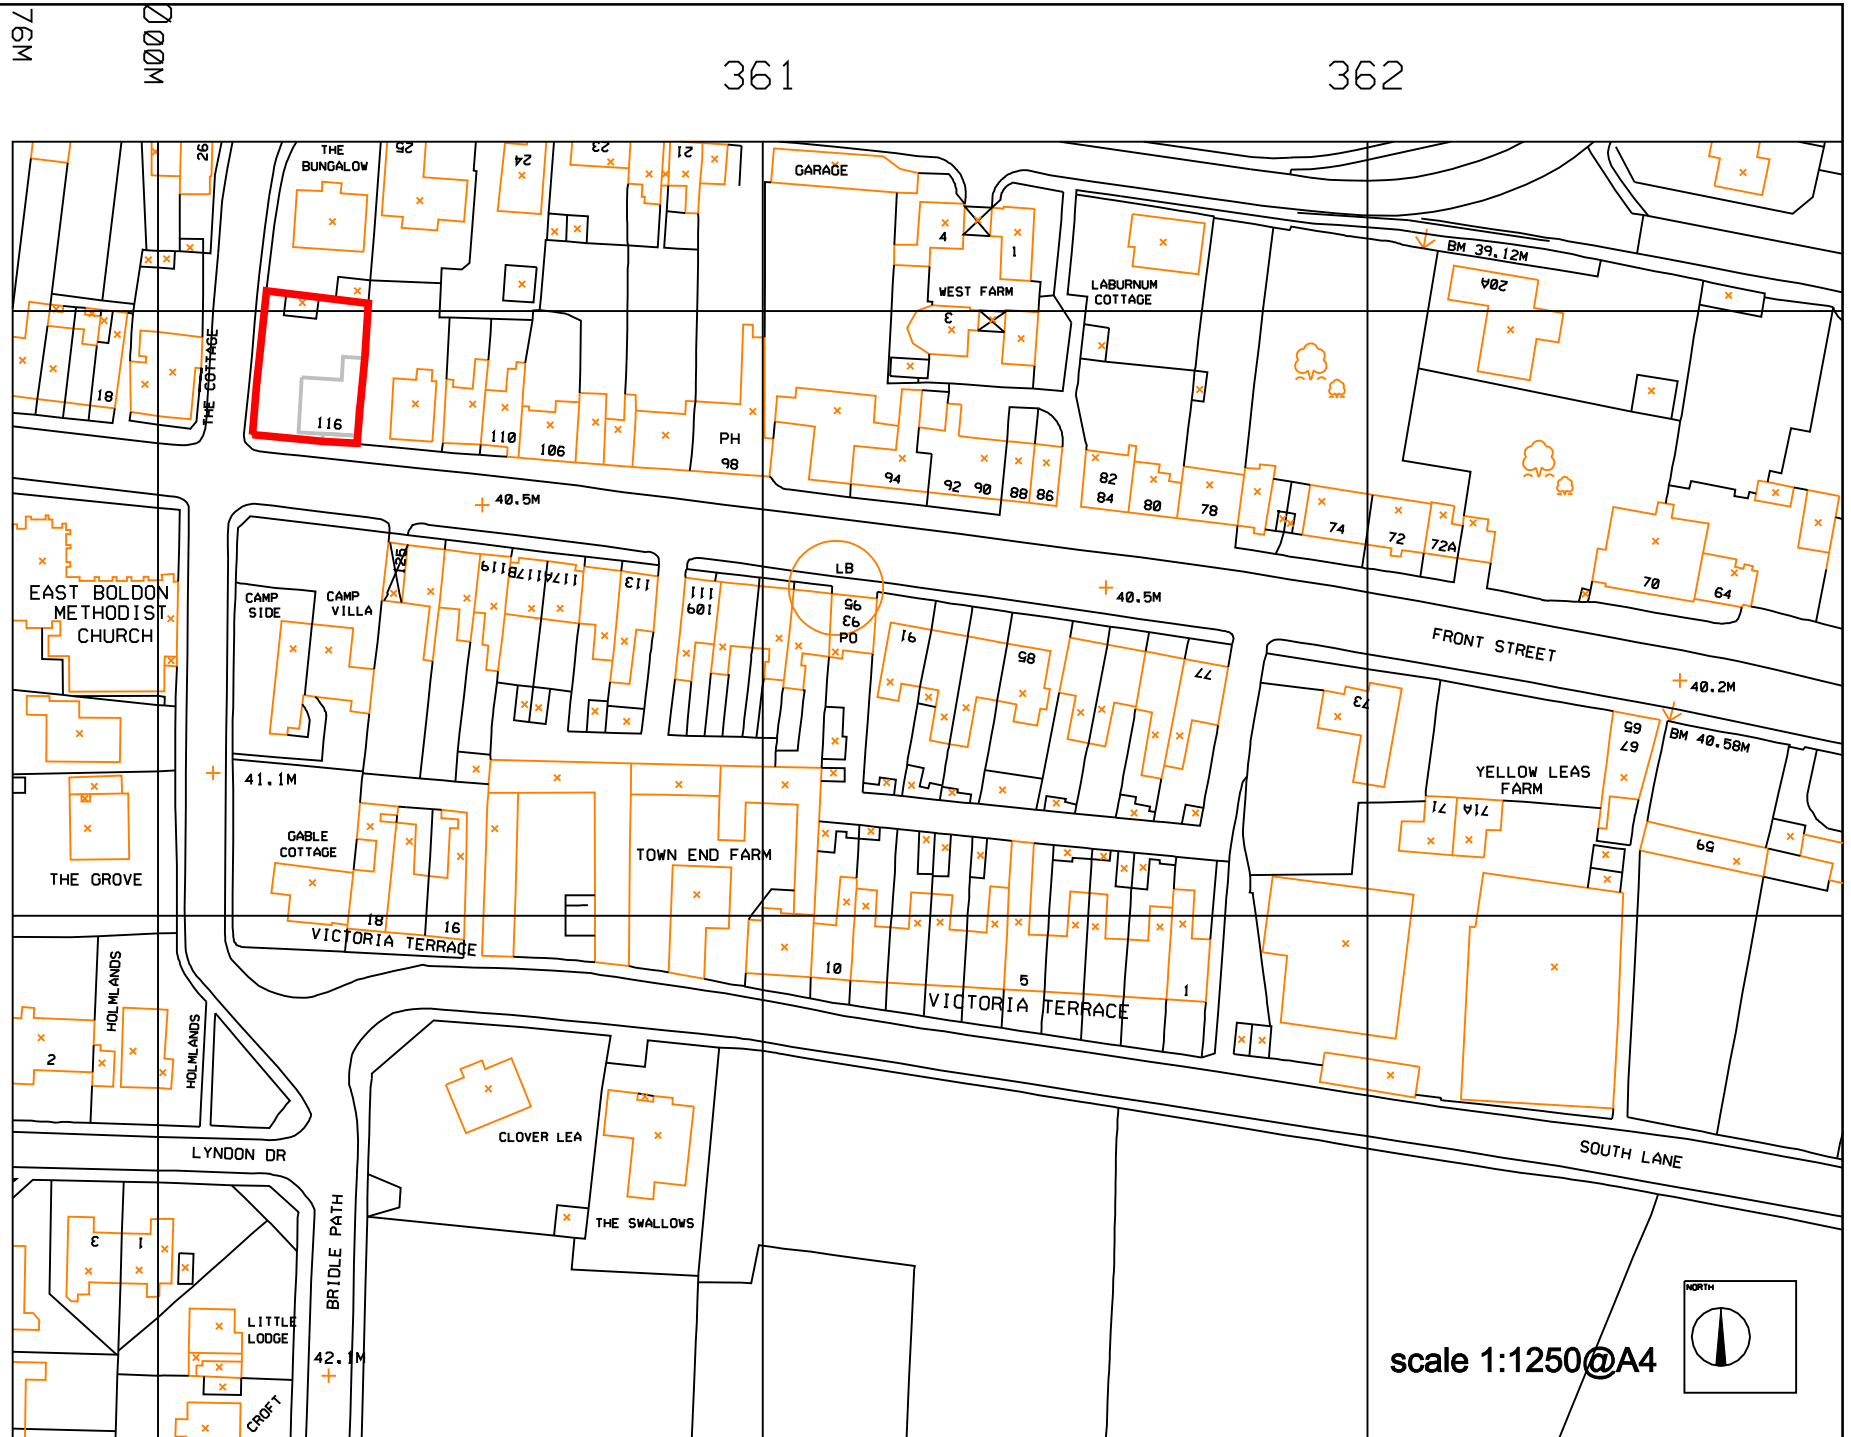 76M
000M
361
362
26
THE
BUNGALOW
25
24
23
21
GARAGE
4
1
WEST FARM
3
LABURNUM
COTTAGE
BM 39.12M
20A
THE COTTAGE
18
116
110
106
PH
98
94
92
90
88
86
82
84
80
78
74
72
72A
70
64
40.5M
LB
40.5M
FRONT STREET
40.2M
EAST BOLDON
METHODIST
CHURCH
CAMP
SIDE
CAMP
VILLA
125
119
117B
117A
113
111
109
95
93
PO
91
85
77
73
65
67
BM 40.58M
YELLOW LEAS
FARM
71
71A
59
41.1M
GABLE
COTTAGE
TOWN END FARM
THE GROVE
18
16
VICTORIA TERRACE
10
5
1
VICTORIA TERRACE
HOLMLANDS
HOLMLANDS
2
CLOVER LEA
THE SWALLOWS
LYNDON DR
SOUTH LANE
BRIDLE PATH
3
1
LITTLE
LODGE
42.1M
CROFT
NORTH
scale 1:1250@A4